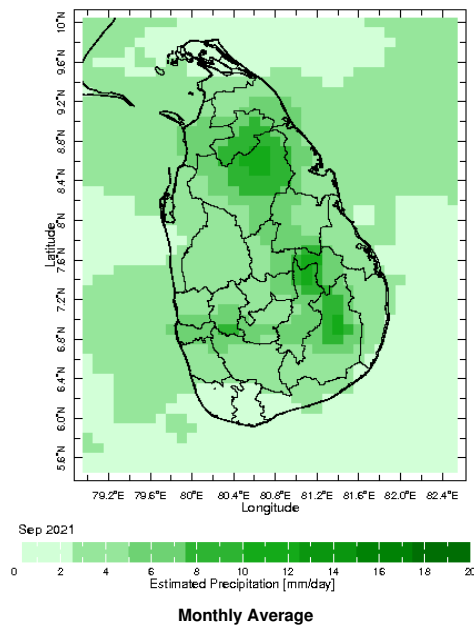 10°N
9.6°N
9.2°N
8.8°N
8.4°N
8°N
7.6°N
7.2°N
6.8°N
6.4°N
6.0°N
5.6°N
Latitude
79.2°E 79.6°E 80°E 80.4°E 80.8°E 81.2°E 81.6°E 82.0°E 82.4°E
Longitude
Sep 2021
0 2 4 6 8 10 12 14 16 18 20
Estimated Precipitation [mm/day]
Monthly Average